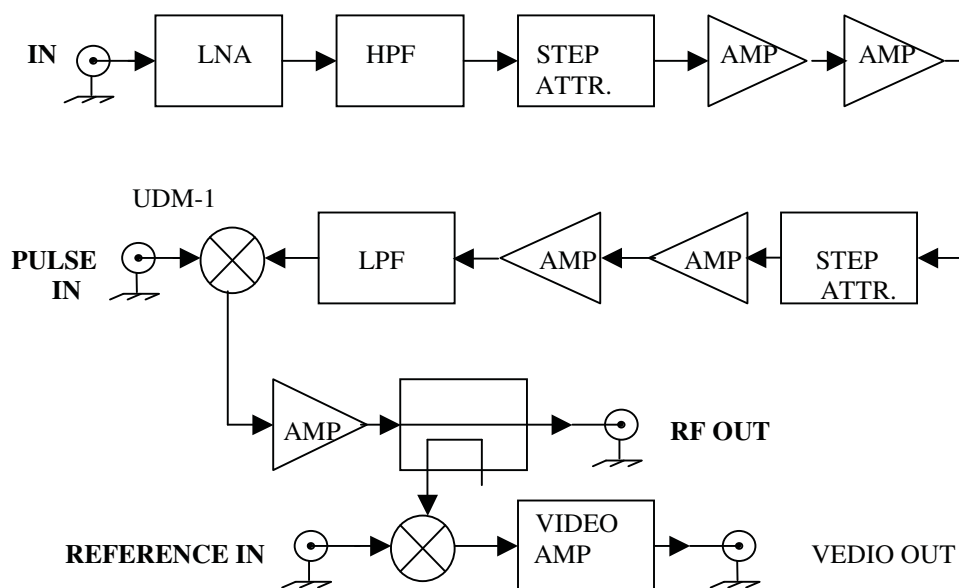 IN
LNA
HPF
STEP
ATTR.
AMP
AMP
UDM-1
PULSE
IN
LPF
AMP
AMP
STEP
ATTR.
AMP
RF OUT
REFERENCE IN
VIDEO
AMP
VEDIO OUT